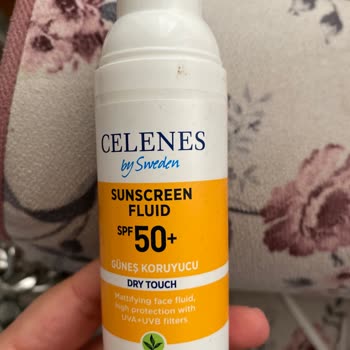 CELENES
by Sweden
SUNSCREEN
FLUID
SPF 50+
GÜNEŞ KORUYUCU
DRY TOUCH
Mattifying face fluid,
high protection with
UVA+UVB filters